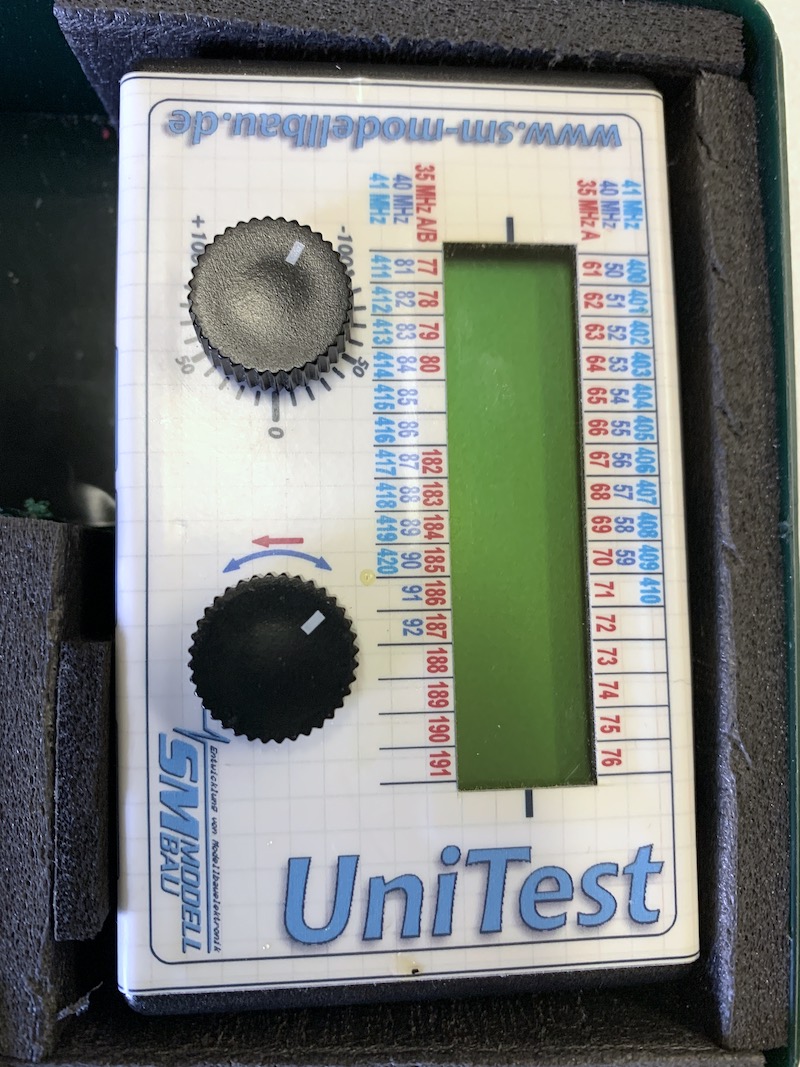 www.sm-modellbau.de
41 MHz 400 401 402 403 404 405 406 407 408 409 410
40 MHz 50 51 52 53 54 55 56 57 58 59
35 MHz A 61 62 63 64 65 66 67 68 69 70 71 72 73 74 75 76
35 MHz A/B 77 78 79 80 182 183 184 185 186 187 188 189 190 191
40 MHz 81 82 83 84 85 86 87 88 89 90 91 92
41 MHz 411 412 413 414 415 416 417 418 419 420
-100 50 0 50 +100
UniTest
Entwicklung von Modellbauelektronik
SM MODELL
BAU